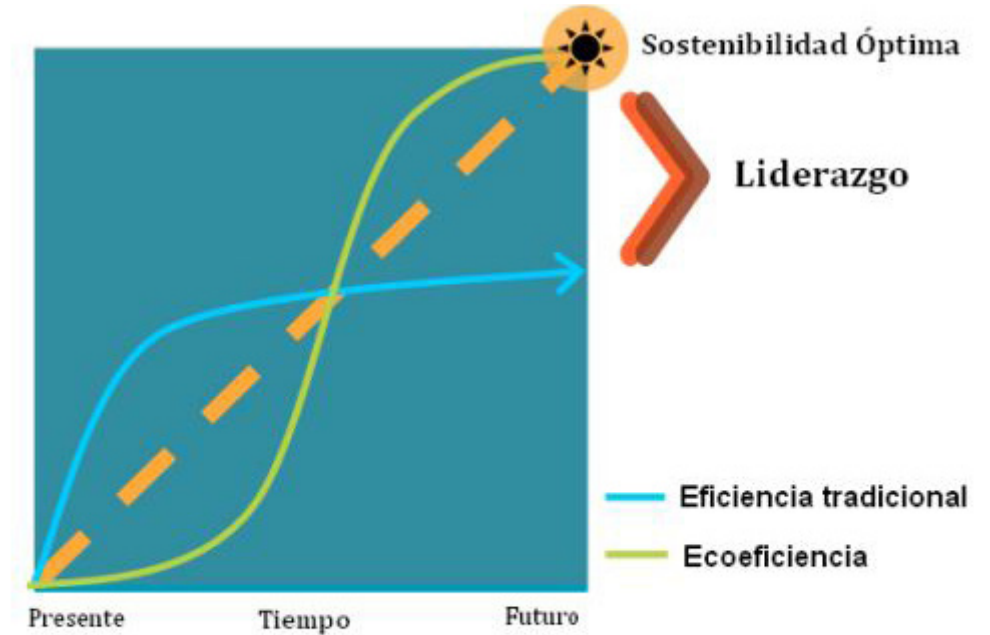 Sostenibilidad Óptima
Liderazgo
Eficiencia tradicional
Ecoeficiencia
Presente
Tiempo
Futuro